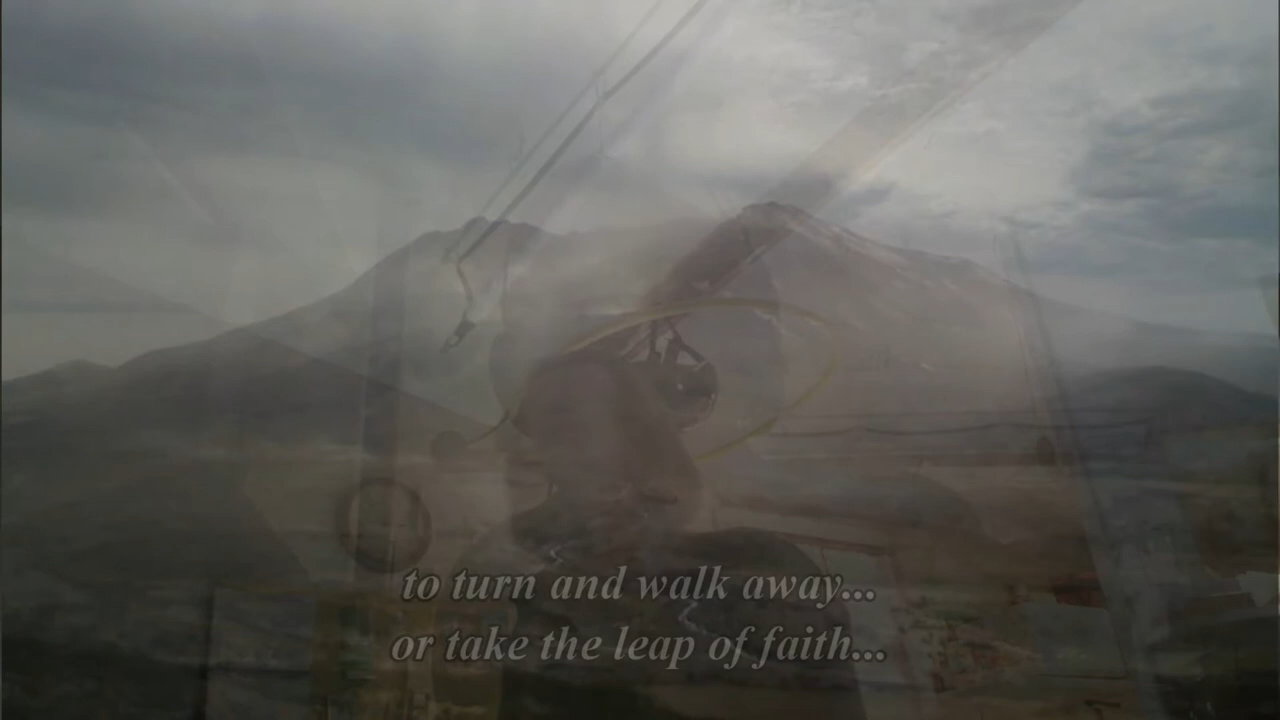 to turn and walk away...
or take the leap of faith...